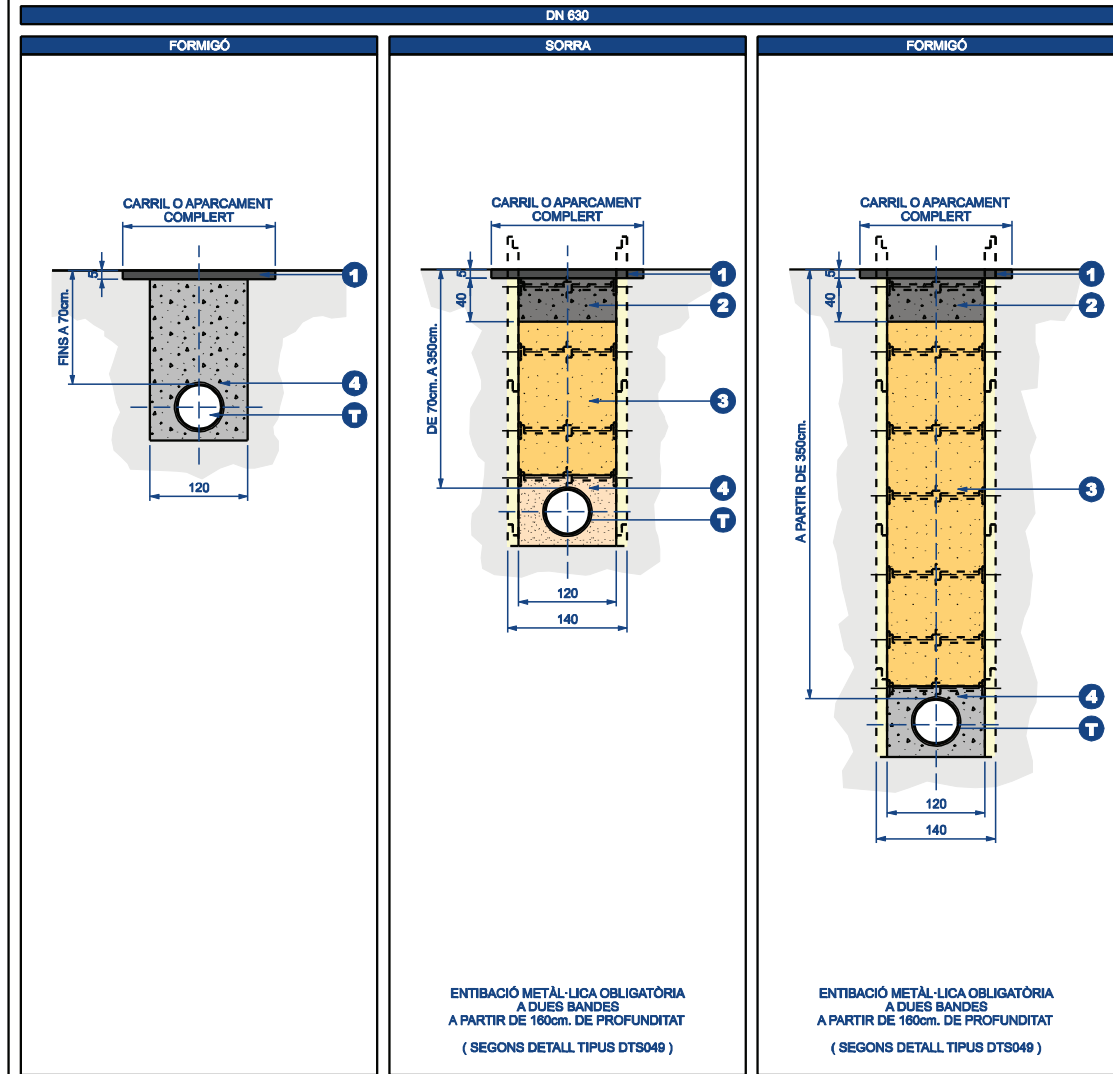 DN 630
FORMIGÓ
CARRIL O APARCAMENT
COMPLERT
5
FINS A 70cm.
1
4
T
120
SORRA
CARRIL O APARCAMENT
COMPLERT
5
40
DE 70cm. A 350cm.
1
2
3
4
T
120
140
ENTIBACIÓ METÀL·LICA OBLIGATÒRIA
A DUES BANDES
A PARTIR DE 160cm. DE PROFUNDITAT
( SEGONS DETALL TIPUS DTS049 )
FORMIGÓ
CARRIL O APARCAMENT
COMPLERT
5
40
A PARTIR DE 350cm.
1
2
3
4
T
120
140
ENTIBACIÓ METÀL·LICA OBLIGATÒRIA
A DUES BANDES
A PARTIR DE 160cm. DE PROFUNDITAT
( SEGONS DETALL TIPUS DTS049 )